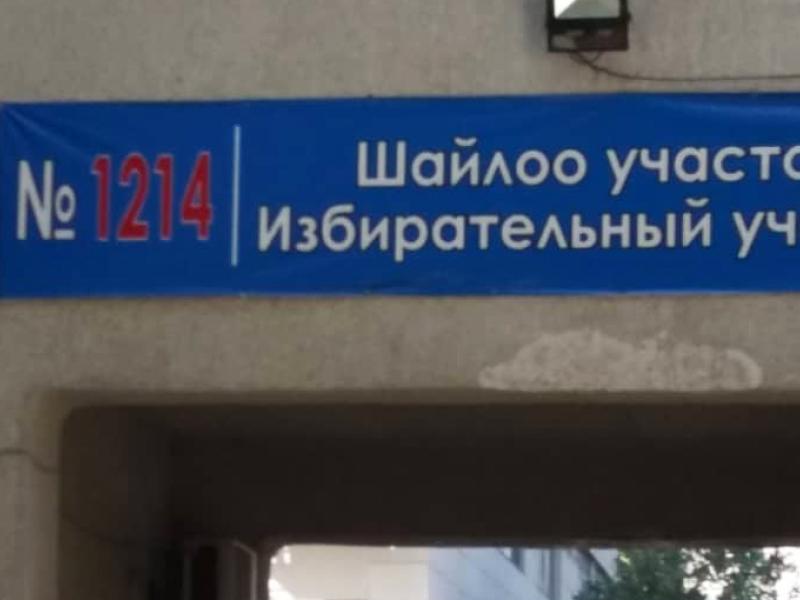 № 1214
Шайлоо участо
Избирательный уч